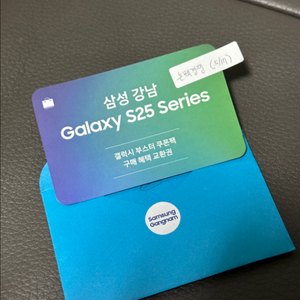 삼성 강남
Galaxy S25 Series
갤럭시 부스터 쿠폰팩
구매 혜택 교환권
Samsung
Gangnam